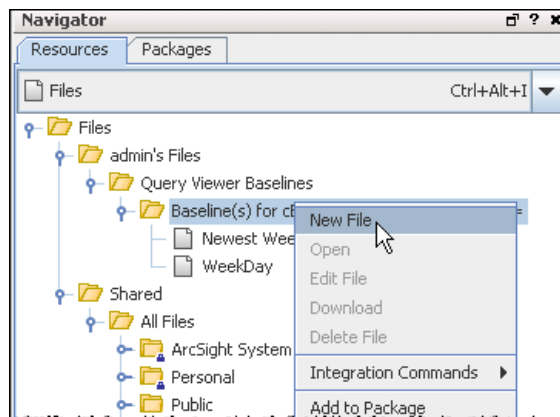 Navigator
Resources Packages
Files Ctrl+Alt+I
Files
admin's Files
Query Viewer Baselines
Baseline(s) for
New File
Newest
Open
WeekDay
Edit File
Shared
Download
All Files
Delete File
ArcSight System
Integration Commands
Personal
Public
Add to Package